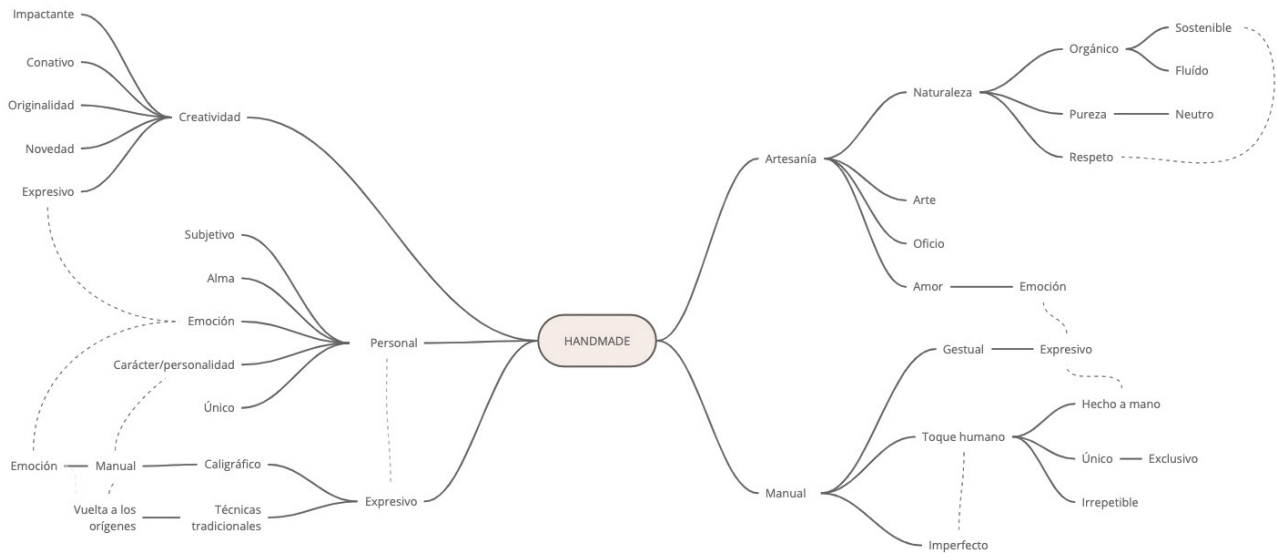 Impactante
Conativo
Originalidad
Novedad
Expresivo
Creatividad
Subjetivo
Alma
Emoción
Carácter/personalidad
Único
Personal
Emoción
Manual
Caligráfico
Vuelta a los
orígenes
Técnicas
tradicionales
Expresivo
HANDMADE
Artesanía
Naturaleza
Orgánico
Sostenible
Fluído
Pureza
Neutro
Respeto
Arte
Oficio
Amor
Emoción
Manual
Gestual
Expresivo
Toque humano
Hecho a mano
Único
Exclusivo
Irrepetible
Imperfecto